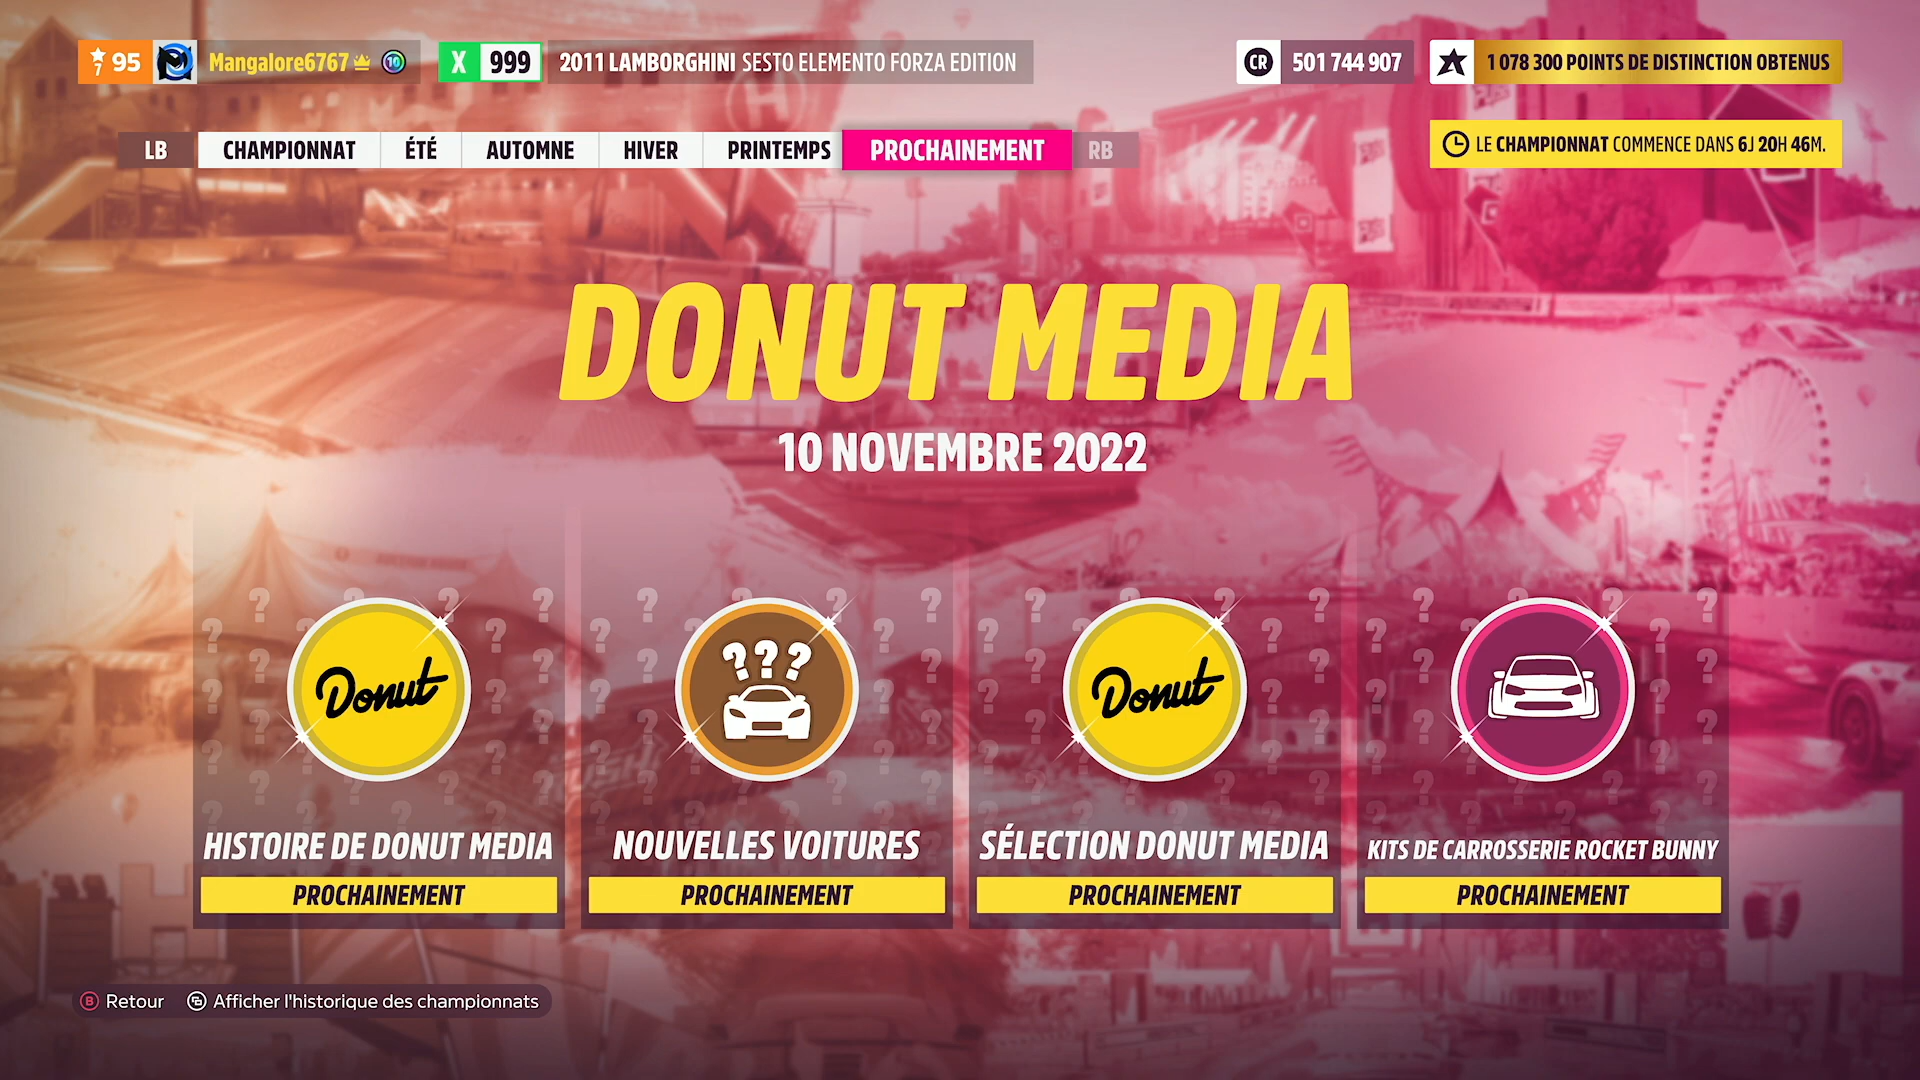 7 95 Mangalore6767 10 X 999 2011 LAMBORGHINI SESTO ELEMENTO FORZA EDITION CR 501 744 907 1 078 300 POINTS DE DISTINCTION OBTENUS
LB CHAMPIONNAT ÉTÉ AUTOMNE HIVER PRINTEMPS PROCHAINEMENT RB
LE CHAMPIONNAT COMMENCE DANS 6J 20H 46M.
DONUT MEDIA
10 NOVEMBRE 2022
Donut ??? Donut
HISTOIRE DE DONUT MEDIA NOUVELLES VOITURES SÉLECTION DONUT MEDIA KITS DE CARROSSERIE ROCKET BUNNY
PROCHAINEMENT PROCHAINEMENT PROCHAINEMENT PROCHAINEMENT
B Retour Afficher l'historique des championnats